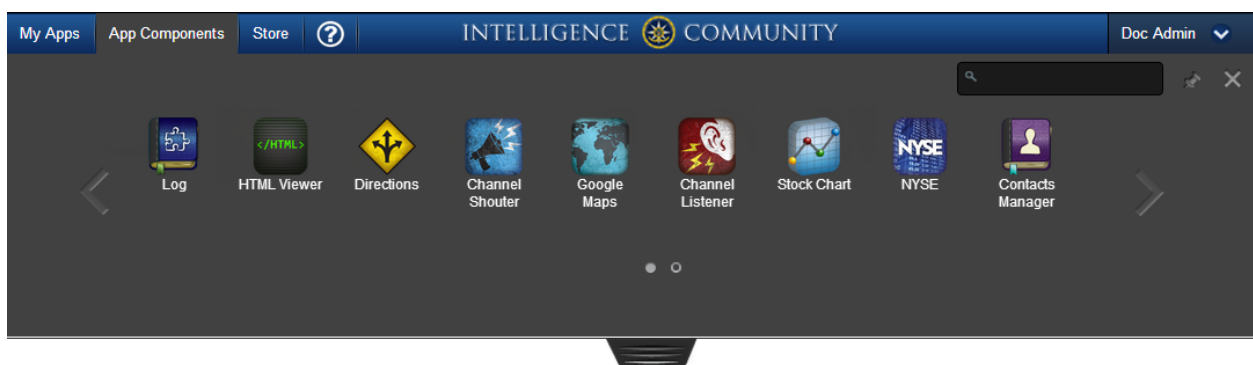 My Apps
App Components
Store
?
INTELLIGENCE COMMUNITY
Doc Admin
</HTML>
NYSE
Log
HTML Viewer
Directions
Channel
Shouter
Google
Maps
Channel
Listener
Stock Chart
NYSE
Contacts
Manager